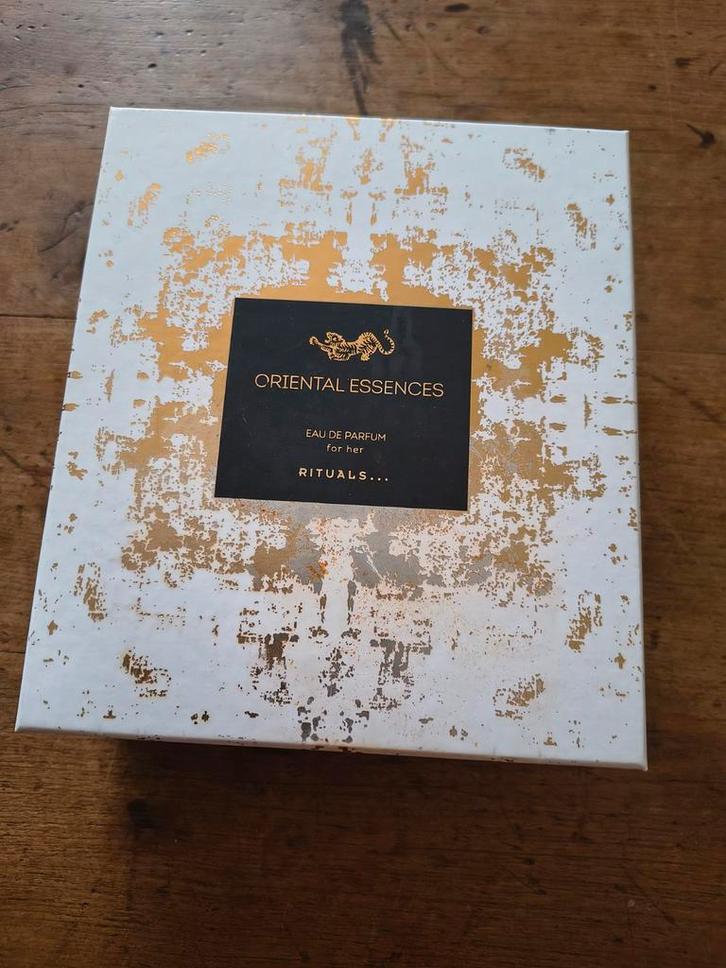 ORIENTAL ESSENCES
EAU DE PARFUM
for her
RITUALS...